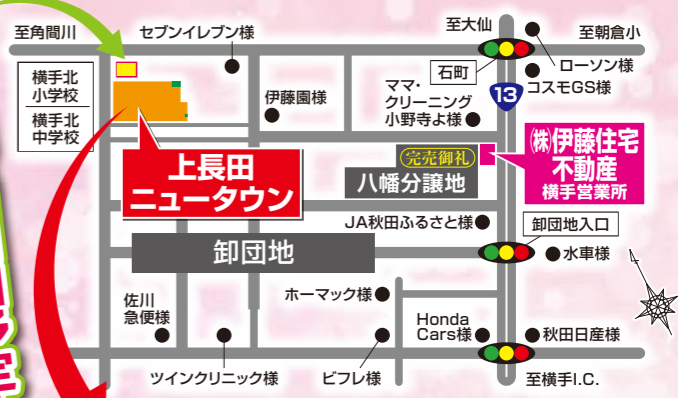 至角間川
セブンイレブン様
至大仙
至朝倉小
石町
ローソン様
コスモGS様
13
横手北
小学校
横手北
中学校
伊藤園様
ママ・
クリーニング
小野寺よ様
上長田
ニュータウン
完売御礼
八幡分譲地
㈱伊藤住宅
不動産
横手営業所
JA秋田ふるさと様
卸団地入口
卸団地
水車様
佐川
急便様
ホーマック様
Honda
Cars様
秋田日産様
ツインクリニック様
ビフレ様
至横手I.C.